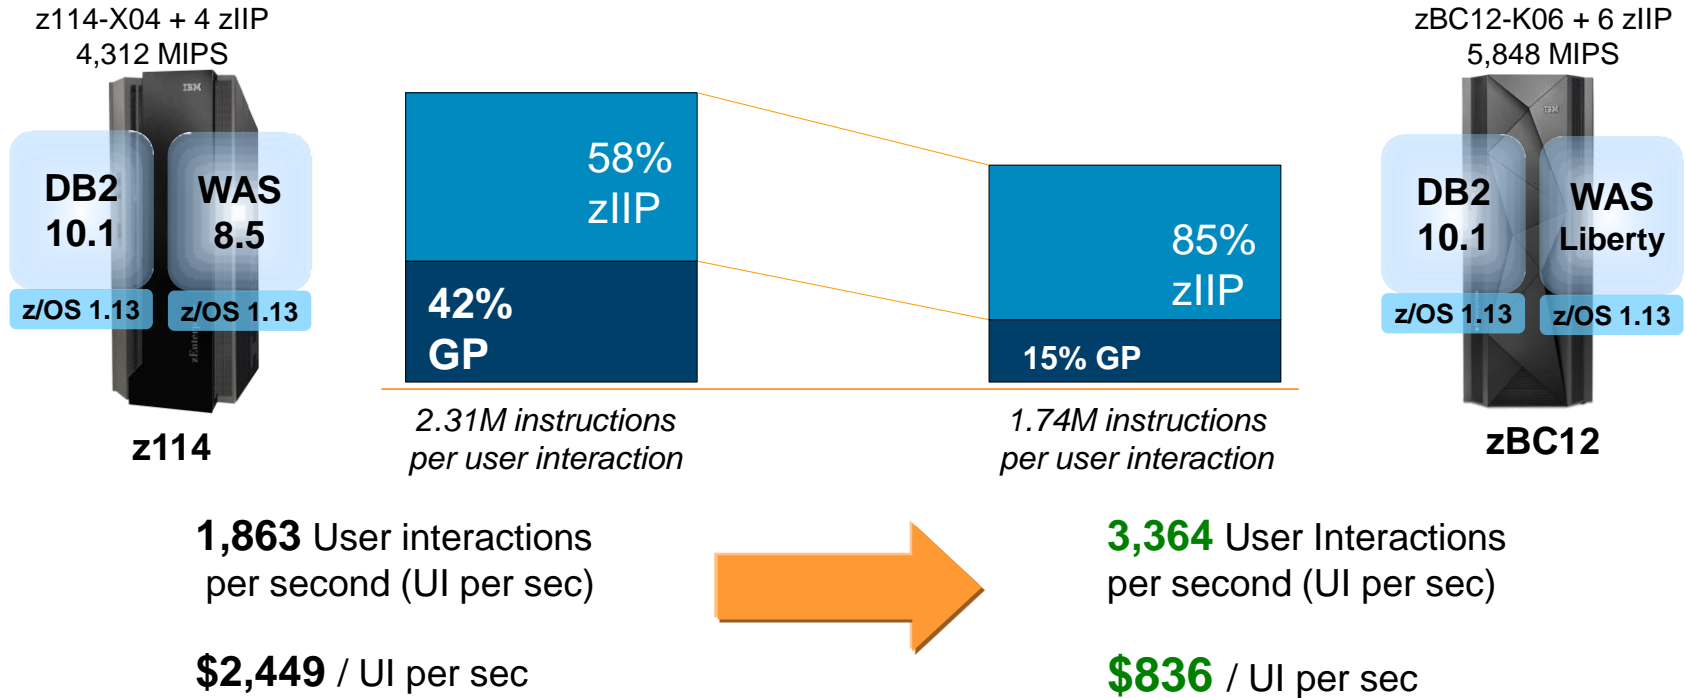 z114-X04 + 4 zIIP
4,312 MIPS
IBM
DB2
10.1
WAS
8.5
z/OS 1.13
z/OS 1.13
z114
58%
zIIP
42%
GP
2.31M instructions
per user interaction
85%
zIIP
15% GP
1.74M instructions
per user interaction
zBC12-K06 + 6 zIIP
5,848 MIPS
IBM
DB2
10.1
WAS
Liberty
z/OS 1.13
z/OS 1.13
zBC12
1,863 User interactions
per second (UI per sec)
$2,449 / UI per sec
3,364 User Interactions
per second (UI per sec)
$836 / UI per sec